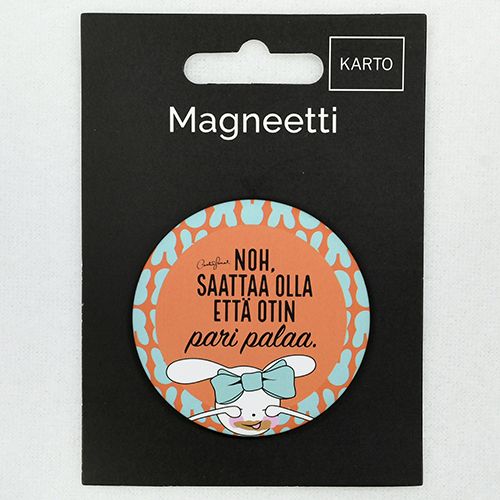 KARTO
Magneetti
NOH,
SAATTAA OLLA
ETTÄ OTIN
pari palaa.